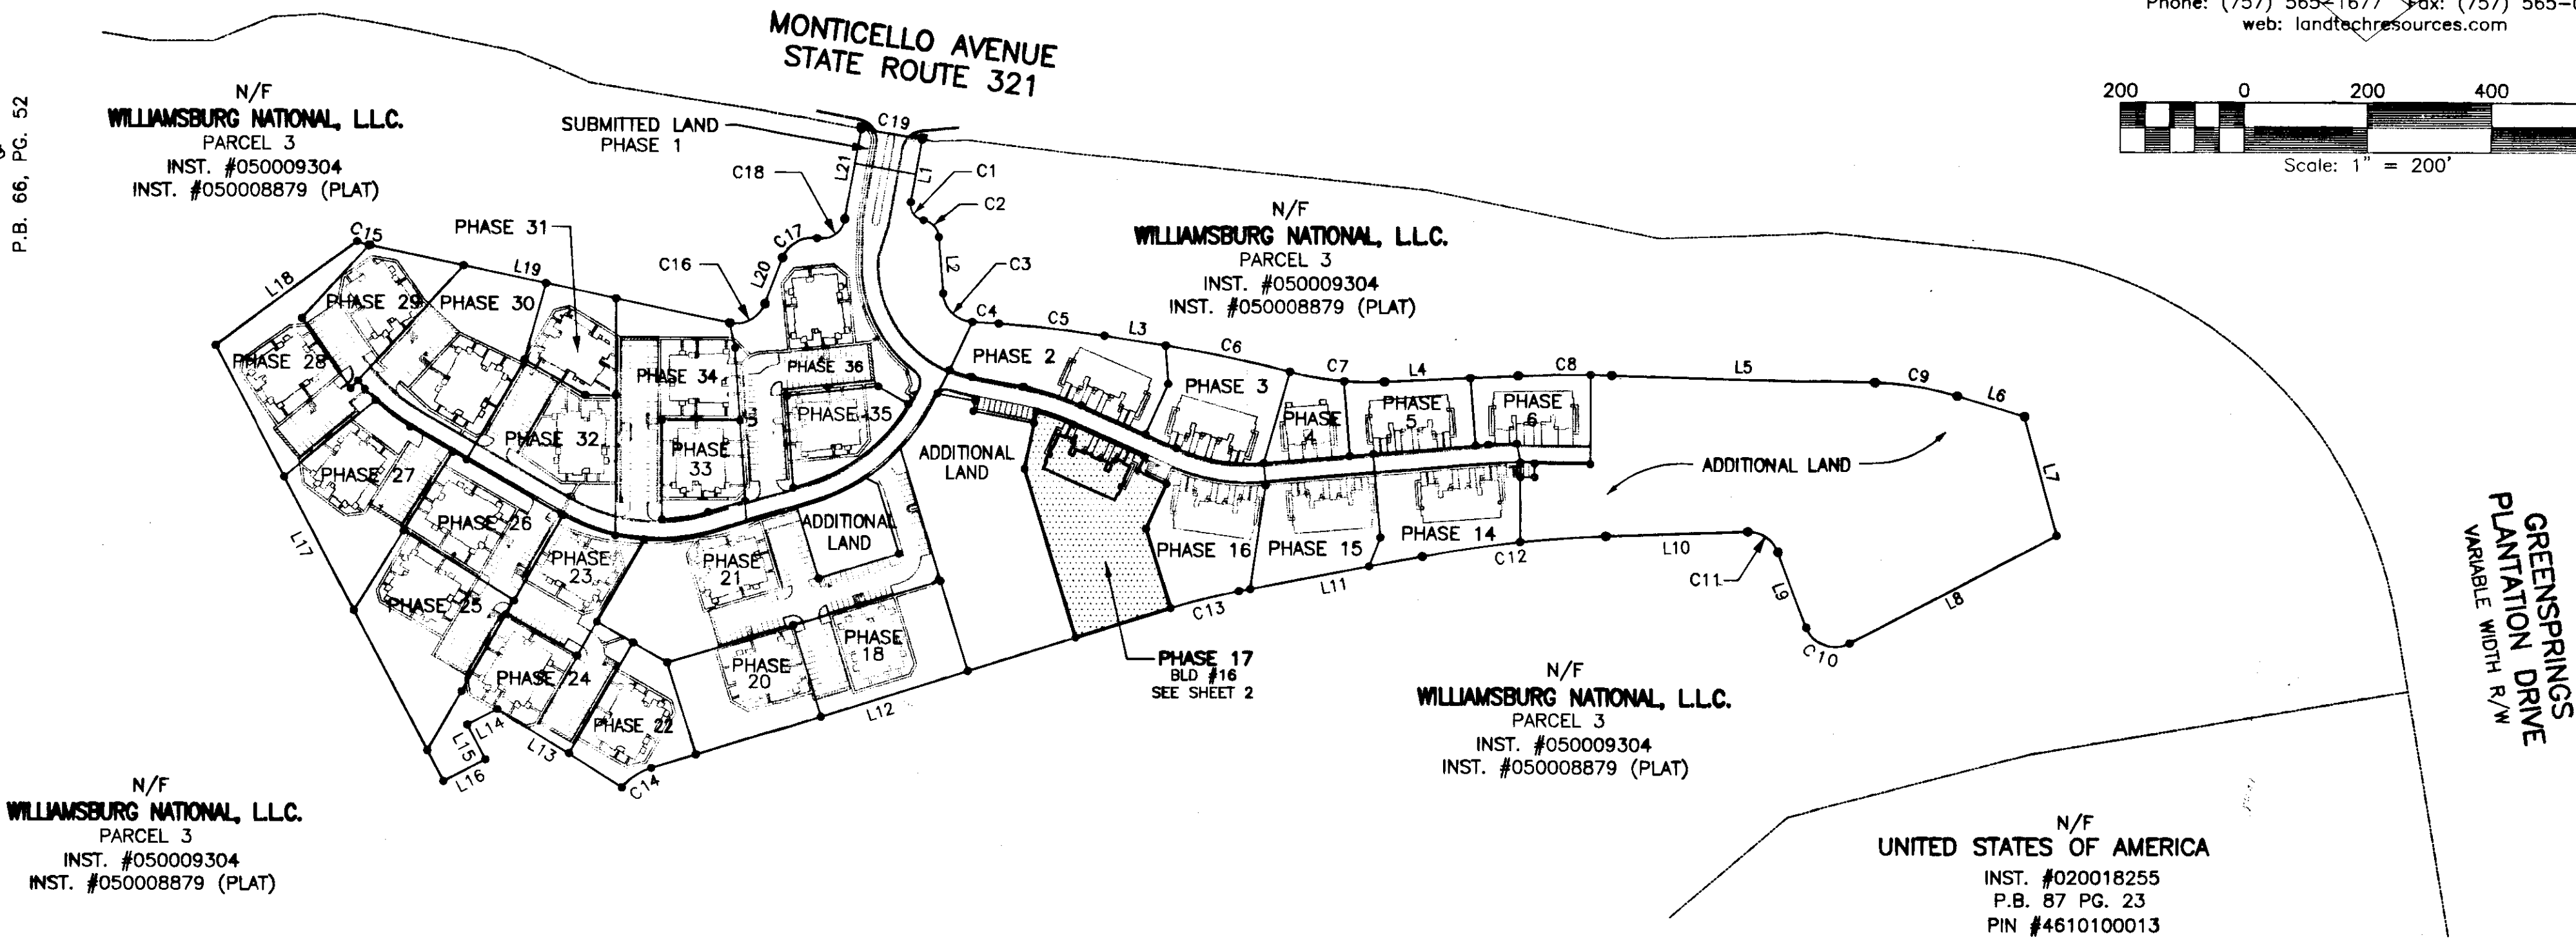 MONTICELLO AVENUE
STATE ROUTE 321
web: landtechresources.com
200 0 200 400
Scale: 1" = 200'
P.B. 66, PG. 52
N/F
WILLIAMSBURG NATIONAL, L.L.C.
PARCEL 3
INST. #050009304
INST. #050008879 (PLAT)
SUBMITTED LAND
PHASE 1
C19
L21
L1
C18
C1
C2
C17
L20
C16
L2
C3
C4
C5
L3
C6
C7
L4
C8
L5
C9
L6
L7
L8
C10
L9
C11
L10
C12
L11
C13
L12
C14
L13
L14
L15
L16
L17
L18
C15
L19
N/F
WILLIAMSBURG NATIONAL, L.L.C.
PARCEL 3
INST. #050009304
INST. #050008879 (PLAT)
PHASE 31
PHASE 29
PHASE 30
PHASE 28
PHASE 34
PHASE 36
PHASE 35
PHASE 32
PHASE
33
PHASE 27
PHASE 26
PHASE
23
PHASE 25
PHASE 24
PHASE 22
PHASE
21
PHASE
20
PHASE
18
ADDITIONAL
LAND
ADDITIONAL
LAND
PHASE 2
PHASE 3
PHASE
4
PHASE
5
PHASE
6
ADDITIONAL LAND
PHASE 14
PHASE 15
PHASE 16
PHASE 17
BLD #16
SEE SHEET 2
N/F
WILLIAMSBURG NATIONAL, L.L.C.
PARCEL 3
INST. #050009304
INST. #050008879 (PLAT)
GREENSPRINGS
PLANTATION DRIVE
VARIABLE WIDTH R/W
N/F
WILLIAMSBURG NATIONAL, L.L.C.
PARCEL 3
INST. #050009304
INST. #050008879 (PLAT)
N/F
UNITED STATES OF AMERICA
INST. #020018255
P.B. 87 PG. 23
PIN #4610100013